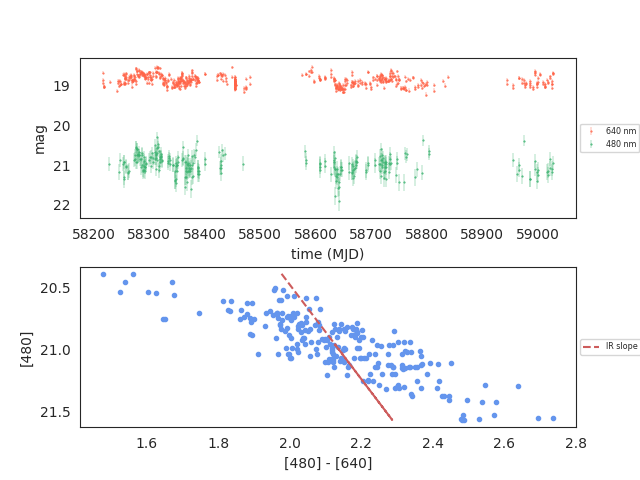 19
20
21
22
mag
58200 58300 58400 58500 58600 58700 58800 58900 59000
time (MJD)
640 nm
480 nm
20.5
21.0
21.5
[480]
1.6 1.8 2.0 2.2 2.4 2.6 2.8
[480] - [640]
IR slope